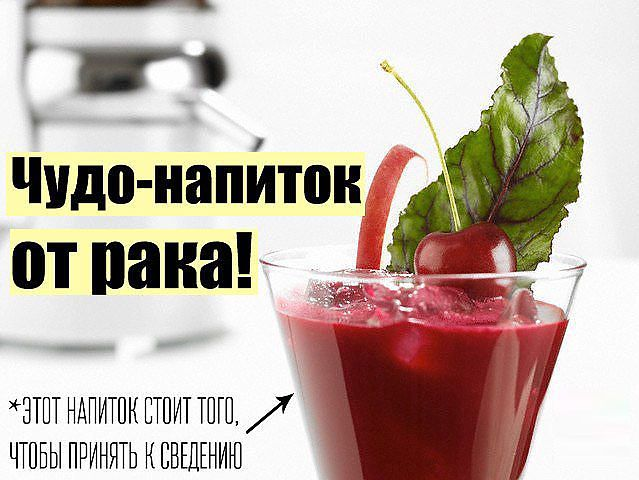 Чудо-напиток
от рака!
*ЭТОТ НАПИТОК СТОИТ ТОГО,
ЧТОБЫ ПРИНЯТЬ К СВЕДЕНИЮ